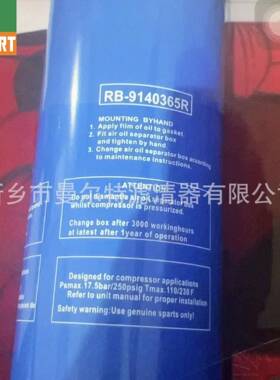 RT
RB-9140365R
MOUNTING BYHAND
1. Apply film of oil to gasket.
2. Fit air oil separator box
and tighten by hand.
3. Change air oil separator box according
to maintenance instructions.
ATTENTION
Do not dismantle air oil separator
whilst compressor is pressurized.
乡市曼尔特滤清器有限公司
Change box after 3000 workinghours
at latest after 1year of operation
Designed for compressor applications
Psmax.17.5bar/250psig Tmax.110/230 F
Refer to unit manual for proper installation
Safety warning: Use genuine sparts only!